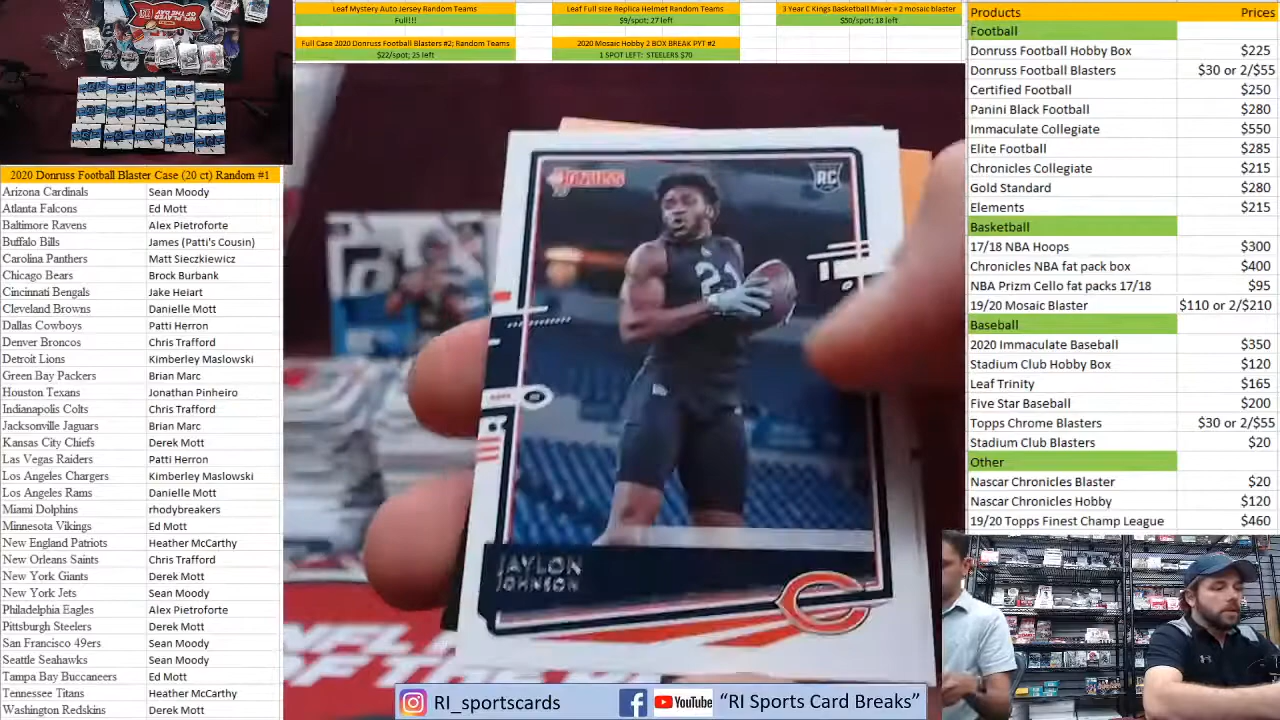 Leaf Mystery Auto Jersey Random Teams
Full!!!
Leaf Full size Replica Helmet Random Teams
$9/spot; 27 left
3 Year C Kings Basketball Mixer = 2 mosaic blaster
$50/spot; 18 left
Full Case 2020 Donruss Football Blasters #2; Random Teams
$22/spot; 25 left
2020 Mosaic Hobby 2 BOX BREAK PYT #2
1 SPOT LEFT: STEELERS $70
2020 Donruss Football Blaster Case (20 ct) Random #1
Arizona Cardinals Sean Moody
Atlanta Falcons Ed Mott
Baltimore Ravens Alex Pietroforte
Buffalo Bills James (Patti's Cousin)
Carolina Panthers Matt Sieczkiewicz
Chicago Bears Brock Burbank
Cincinnati Bengals Jake Heiart
Cleveland Browns Danielle Mott
Dallas Cowboys Patti Herron
Denver Broncos Chris Trafford
Detroit Lions Kimberley Maslowski
Green Bay Packers Brian Marc
Houston Texans Jonathan Pinheiro
Indianapolis Colts Chris Trafford
Jacksonville Jaguars Brian Marc
Kansas City Chiefs Derek Mott
Las Vegas Raiders Patti Herron
Los Angeles Chargers Kimberley Maslowski
Los Angeles Rams Danielle Mott
Miami Dolphins rhodybreakers
Minnesota Vikings Ed Mott
New England Patriots Heather McCarthy
New Orleans Saints Chris Trafford
New York Giants Derek Mott
New York Jets Sean Moody
Philadelphia Eagles Alex Pietroforte
Pittsburgh Steelers Derek Mott
San Francisco 49ers Sean Moody
Seattle Seahawks Sean Moody
Tampa Bay Buccaneers Ed Mott
Tennessee Titans Heather McCarthy
Washington Redskins Derek Mott
Donruss
RC
21
JAYLON
JOHNSON
Products Prices
Football
Donruss Football Hobby Box $225
Donruss Football Blasters $30 or 2/$55
Certified Football $250
Panini Black Football $280
Immaculate Collegiate $550
Elite Football $285
Chronicles Collegiate $215
Gold Standard $280
Elements $215
Basketball
17/18 NBA Hoops $300
Chronicles NBA fat pack box $400
NBA Prizm Cello fat packs 17/18 $95
19/20 Mosaic Blaster $110 or 2/$210
Baseball
2020 Immaculate Baseball $350
Stadium Club Hobby Box $120
Leaf Trinity $165
Five Star Baseball $200
Topps Chrome Blasters $30 or 2/$55
Stadium Club Blasters $20
Other
Nascar Chronicles Blaster $20
Nascar Chronicles Hobby $120
19/20 Topps Finest Champ League $460
RI_sportscards
YouTube
“RI Sports Card Breaks”